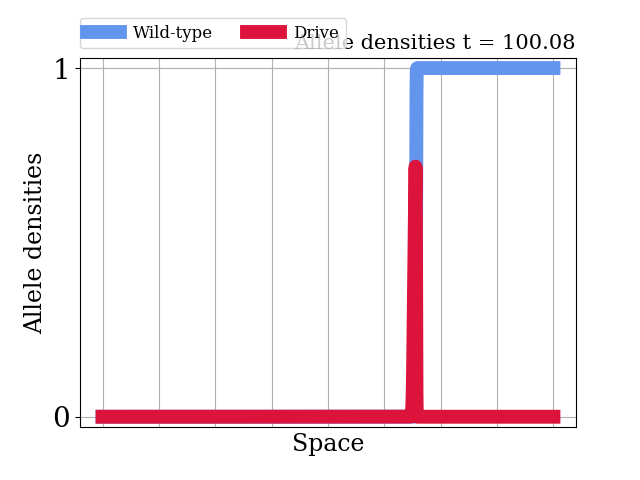 Wild-type Drive
Allele densities t = 100.08
1
Allele densities
0
Space